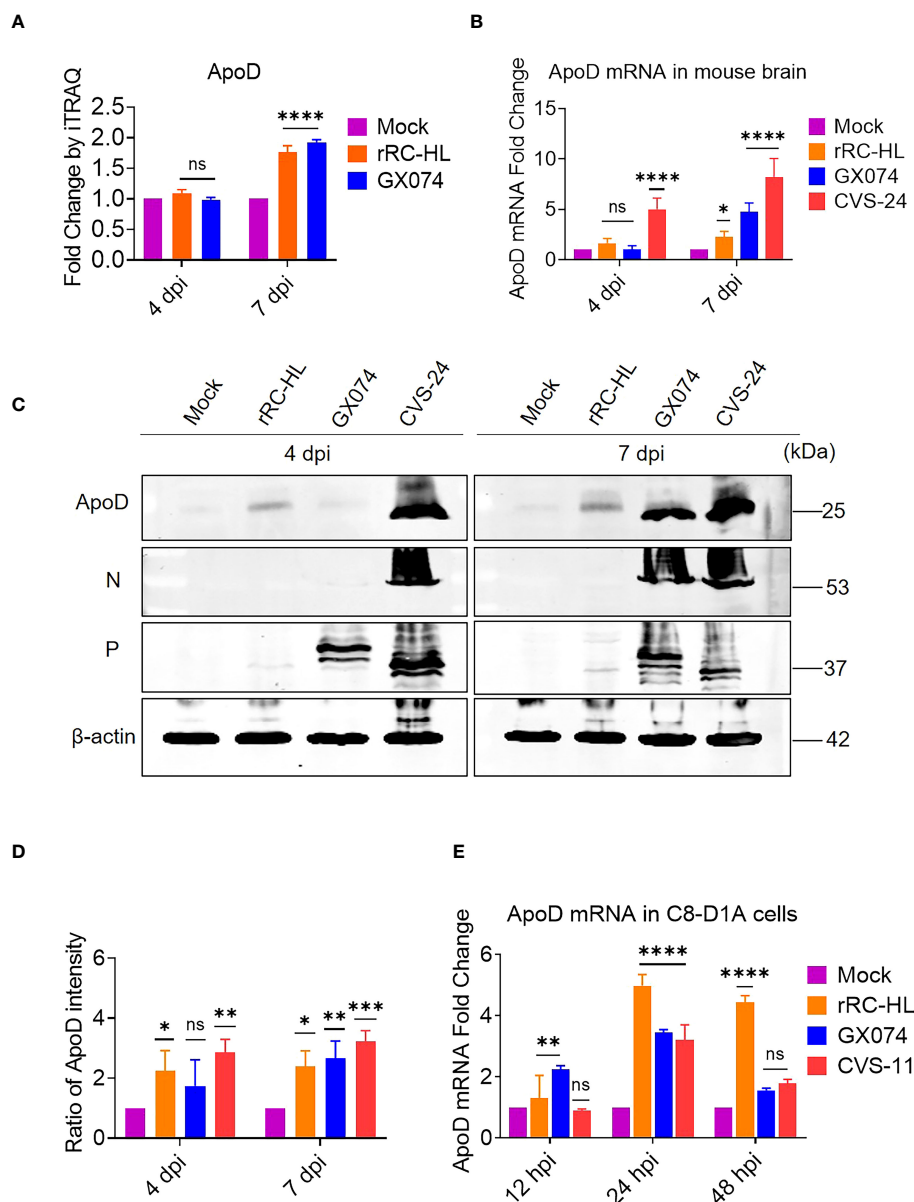 A
ApoD
Fold Change by iTRAQ
2.5
2.0
1.5
1.0
0.5
0.0
ns
****
4 dpi
7 dpi
Mock
rRC-HL
GX074
B
ApoD mRNA in mouse brain
ApoD mRNA Fold Change
15
10
5
0
ns
****
*
****
4 dpi
7 dpi
Mock
rRC-HL
GX074
CVS-24
C
Mock
rRC-HL
GX074
CVS-24
Mock
rRC-HL
GX074
CVS-24
4 dpi
7 dpi
(kDa)
ApoD
25
N
53
P
37
β-actin
42
D
Ratio of ApoD intensity
6
4
2
0
*
ns
**
*
**
***
4 dpi
7 dpi
E
ApoD mRNA in C8-D1A cells
ApoD mRNA Fold Change
6
4
2
0
**
ns
****
****
ns
12 hpi
24 hpi
48 hpi
Mock
rRC-HL
GX074
CVS-11